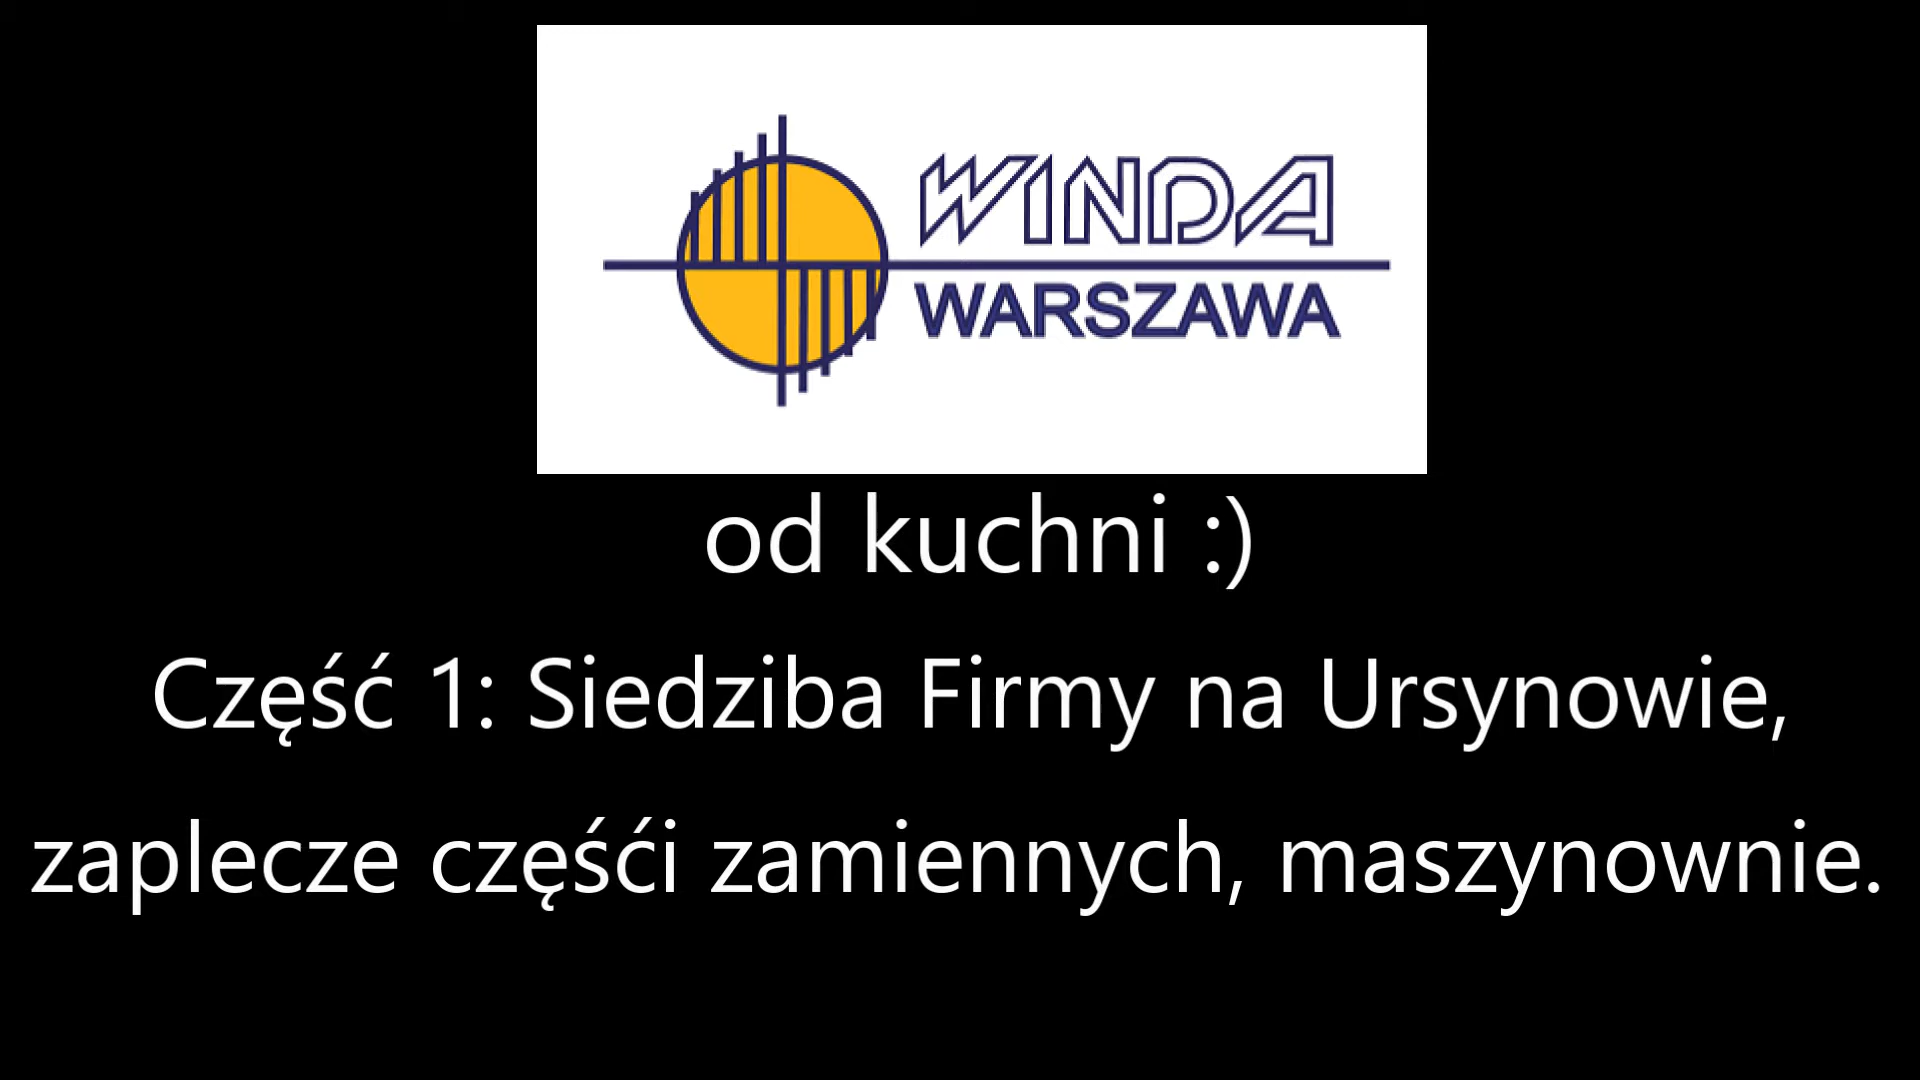 WINDA
WARSZAWA
od kuchni :)
Część 1: Siedziba Firmy na Ursynowie,
zaplecze częśći zamiennych, maszynownie.